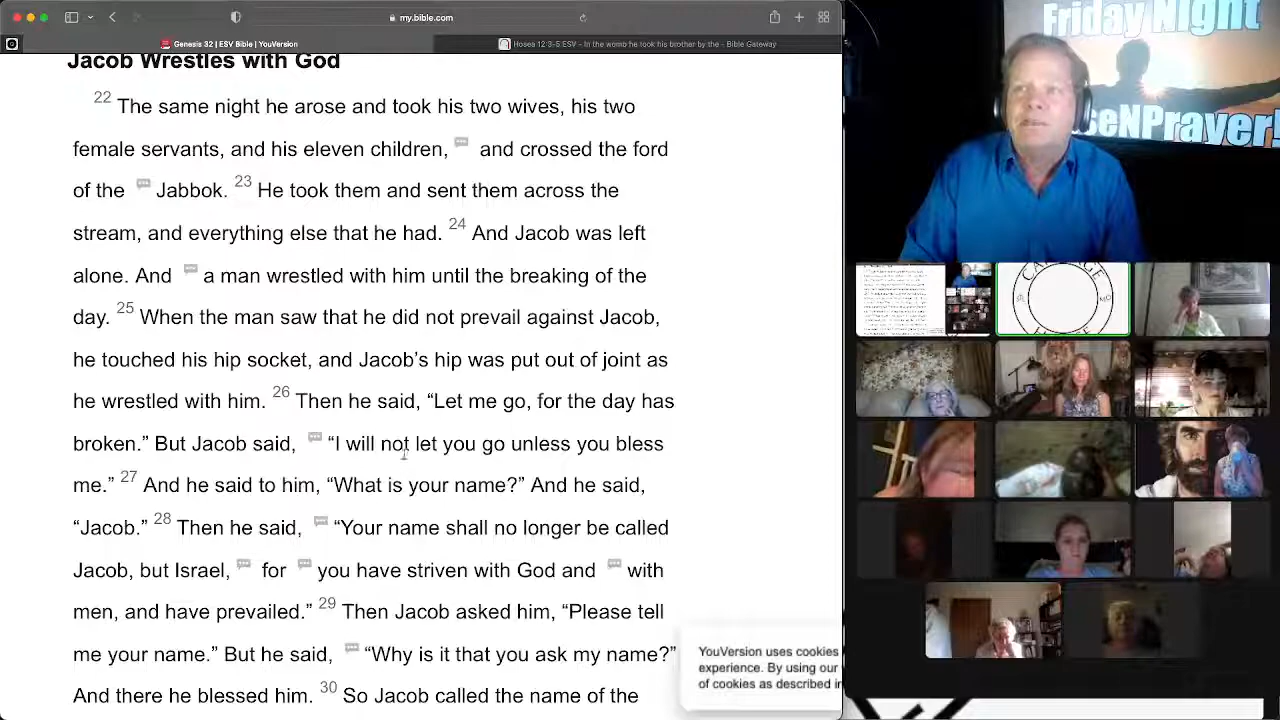 my.bible.com
Genesis 32 | ESV Bible | YouVersion
Hosea 12:3-5 ESV - In the womb he took his brother by the - Bible Gateway
Jacob Wrestles with God
22 The same night he arose and took his two wives, his two
female servants, and his eleven children, and crossed the ford
of the Jabbok. 23 He took them and sent them across the
stream, and everything else that he had. 24 And Jacob was left
alone. And a man wrestled with him until the breaking of the
day. 25 When the man saw that he did not prevail against Jacob,
he touched his hip socket, and Jacob's hip was put out of joint as
he wrestled with him. 26 Then he said, “Let me go, for the day has
broken.” But Jacob said, “I will not let you go unless you bless
me.” 27 And he said to him, “What is your name?” And he said,
“Jacob.” 28 Then he said, “Your name shall no longer be called
Jacob, but Israel, for you have striven with God and with
men, and have prevailed.” 29 Then Jacob asked him, “Please tell
me your name.” But he said, “Why is it that you ask my name?”
And there he blessed him. 30 So Jacob called the name of the
YouVersion uses cookies
experience. By using our
of cookies as described in
Friday Night
seNPrayer!
MO